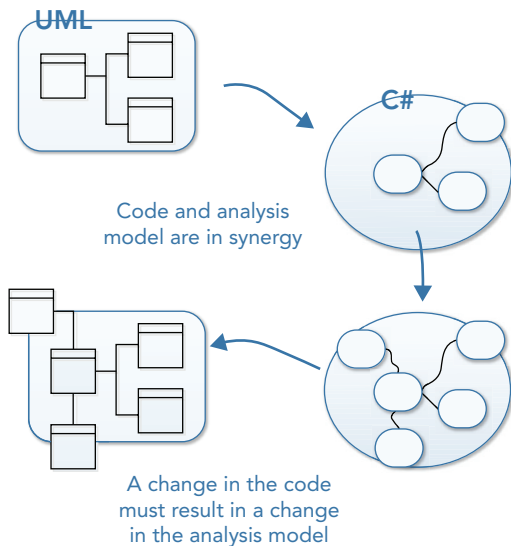 UML
C#
Code and analysis
model are in synergy
A change in the code
must result in a change
in the analysis model